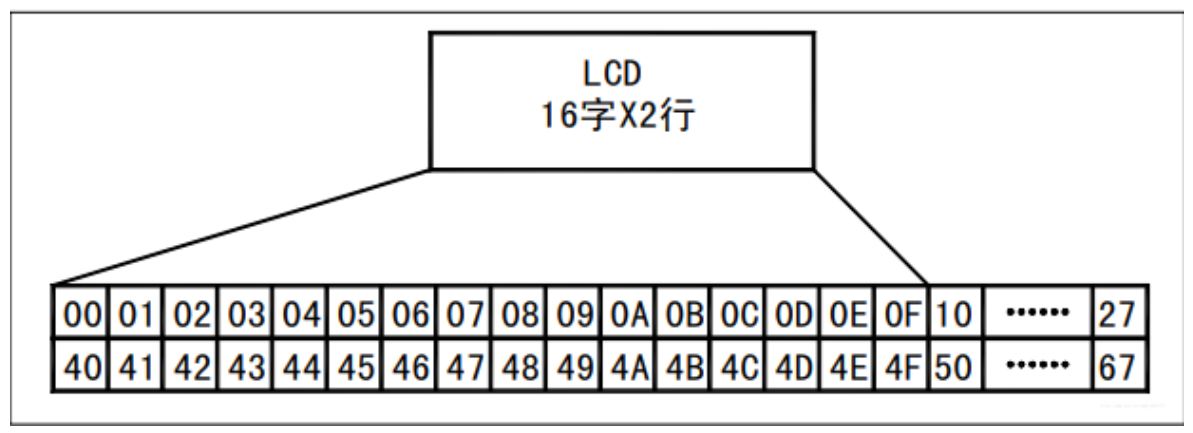 LCD
16字X2行
00 01 02 03 04 05 06 07 08 09 0A 0B 0C 0D 0E 0F 10 ······ 27
40 41 42 43 44 45 46 47 48 49 4A 4B 4C 4D 4E 4F 50 ······ 67